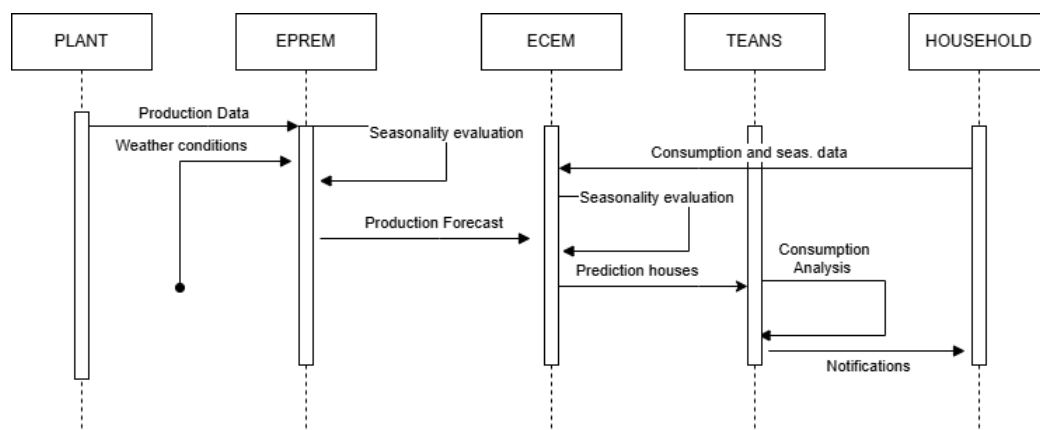 PLANT
EPREM
ECEM
TEANS
HOUSEHOLD
Production Data
Seasonality evaluation
Weather conditions
Consumption and seas. data
Seasonality evaluation
Production Forecast
Consumption
Analysis
Prediction houses
Notifications